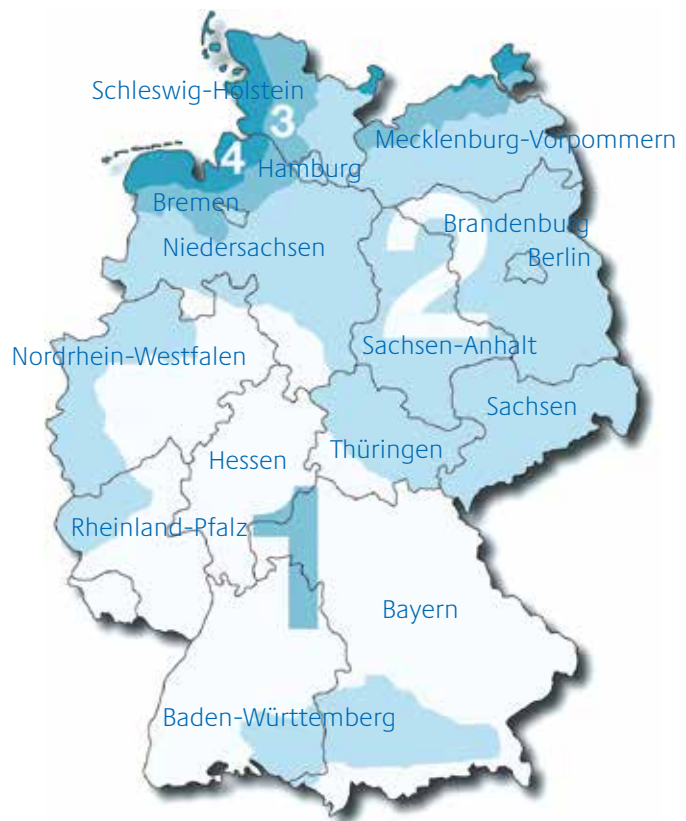 Schleswig-Holstein
3
Mecklenburg-Vorpommern
4
Hamburg
Bremen
Brandenburg
2
Niedersachsen
Berlin
Nordrhein-Westfalen
Sachsen-Anhalt
Sachsen
Thüringen
Hessen
Rheinland-Pfalz
1
Bayern
Baden-Württemberg